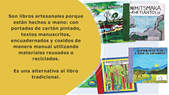 Son libros artesanales porque
están hechos a mano: con
portadas de cartón pintado,
textos manuscritos,
encuadernados y cosidos de
manera manual utilizando
materiales reusados o
reciclados.
Es una alternativa al libro
tradicional.
HITSMAKA